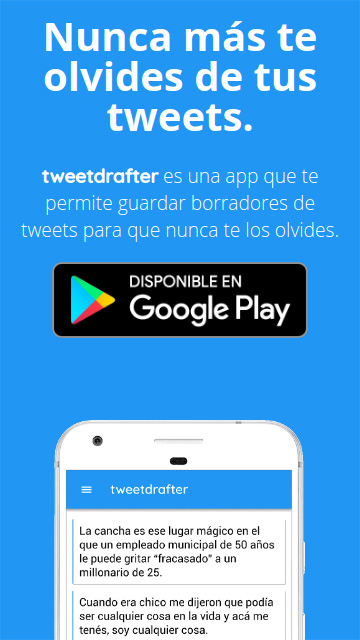 Nunca más te
olvides de tus
tweets.
tweetdrafter es una app que te
permite guardar borradores de
tweets para que nunca te los olvides.
DISPONIBLE EN
Google Play
tweetdrafter
La cancha es ese lugar mágico en el
que un empleado municipal de 50 años
le puede gritar “fracasado” a un
millonario de 25.
Cuando era chico me dijeron que podía
ser cualquier cosa en la vida y acá me
tenés, soy cualquier cosa.